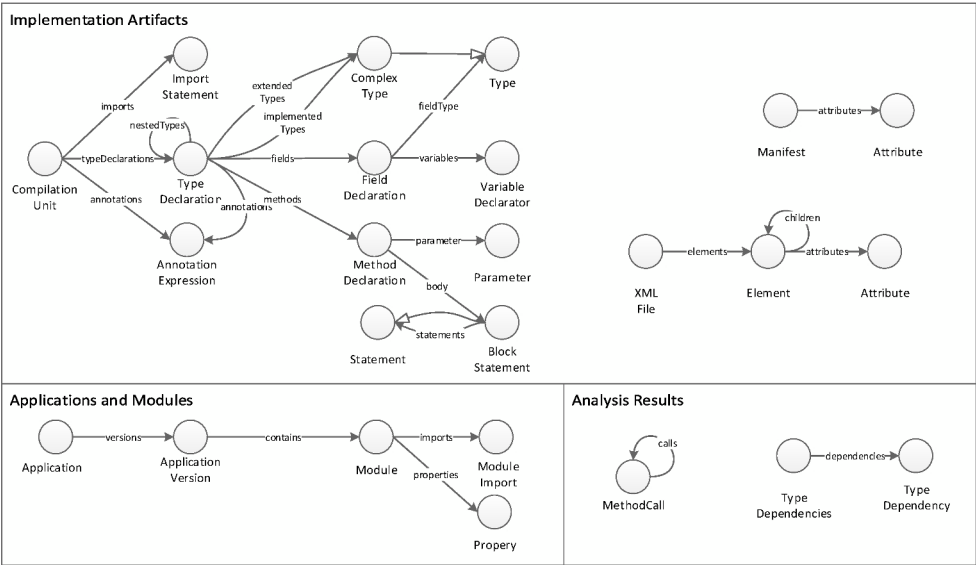 Implementation Artifacts
Import
Statement
Complex
Type
Type
extended
Types
implemented
Types
fieldType
imports
nestedTypes
typeDeclarations
fields
variables
attributes
Manifest
Attribute
Compilation
Unit
Type
Declaration
Field
Declaration
Variable
Declarator
annotations
annotations
methods
Annotation
Expression
Method
Declaration
parameter
Parameter
body
children
elements
attributes
XML
File
Element
Attribute
statements
Statement
Block
Statement
Applications and Modules
versions
contains
imports
properties
Application
Application
Version
Module
Module
Import
Propery
Analysis Results
calls
MethodCall
dependencies
Type
Dependencies
Type
Dependency